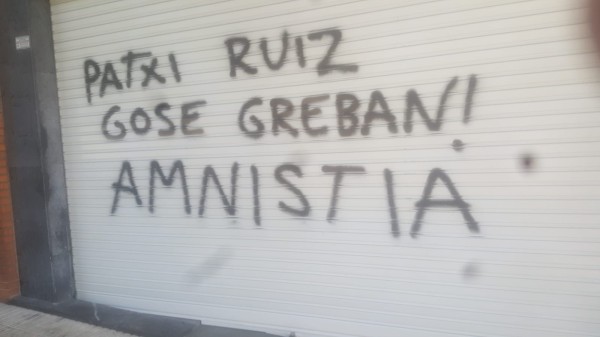 PATXI RUIZ
GOSE GREBAN!
AMNISTIA